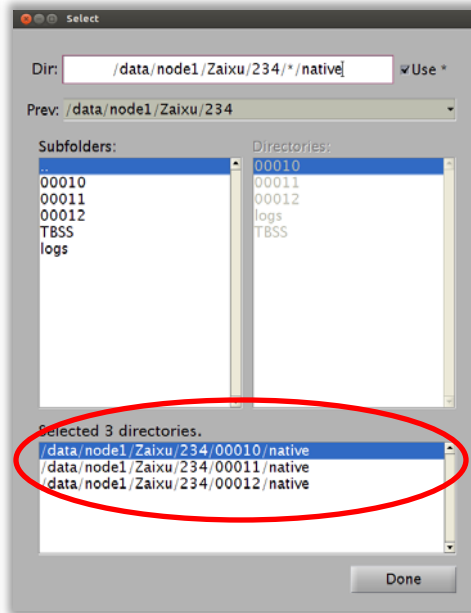 Select
Dir: /data/node1/Zaixu/234/*/native Use *
Prev: /data/node1/Zaixu/234
Subfolders: Directories:
.. 00010
00010 00011
00011 00012
00012 logs
TBSS TBSS
logs
Selected 3 directories.
/data/node1/Zaixu/234/00010/native
/data/node1/Zaixu/234/00011/native
/data/node1/Zaixu/234/00012/native
Done